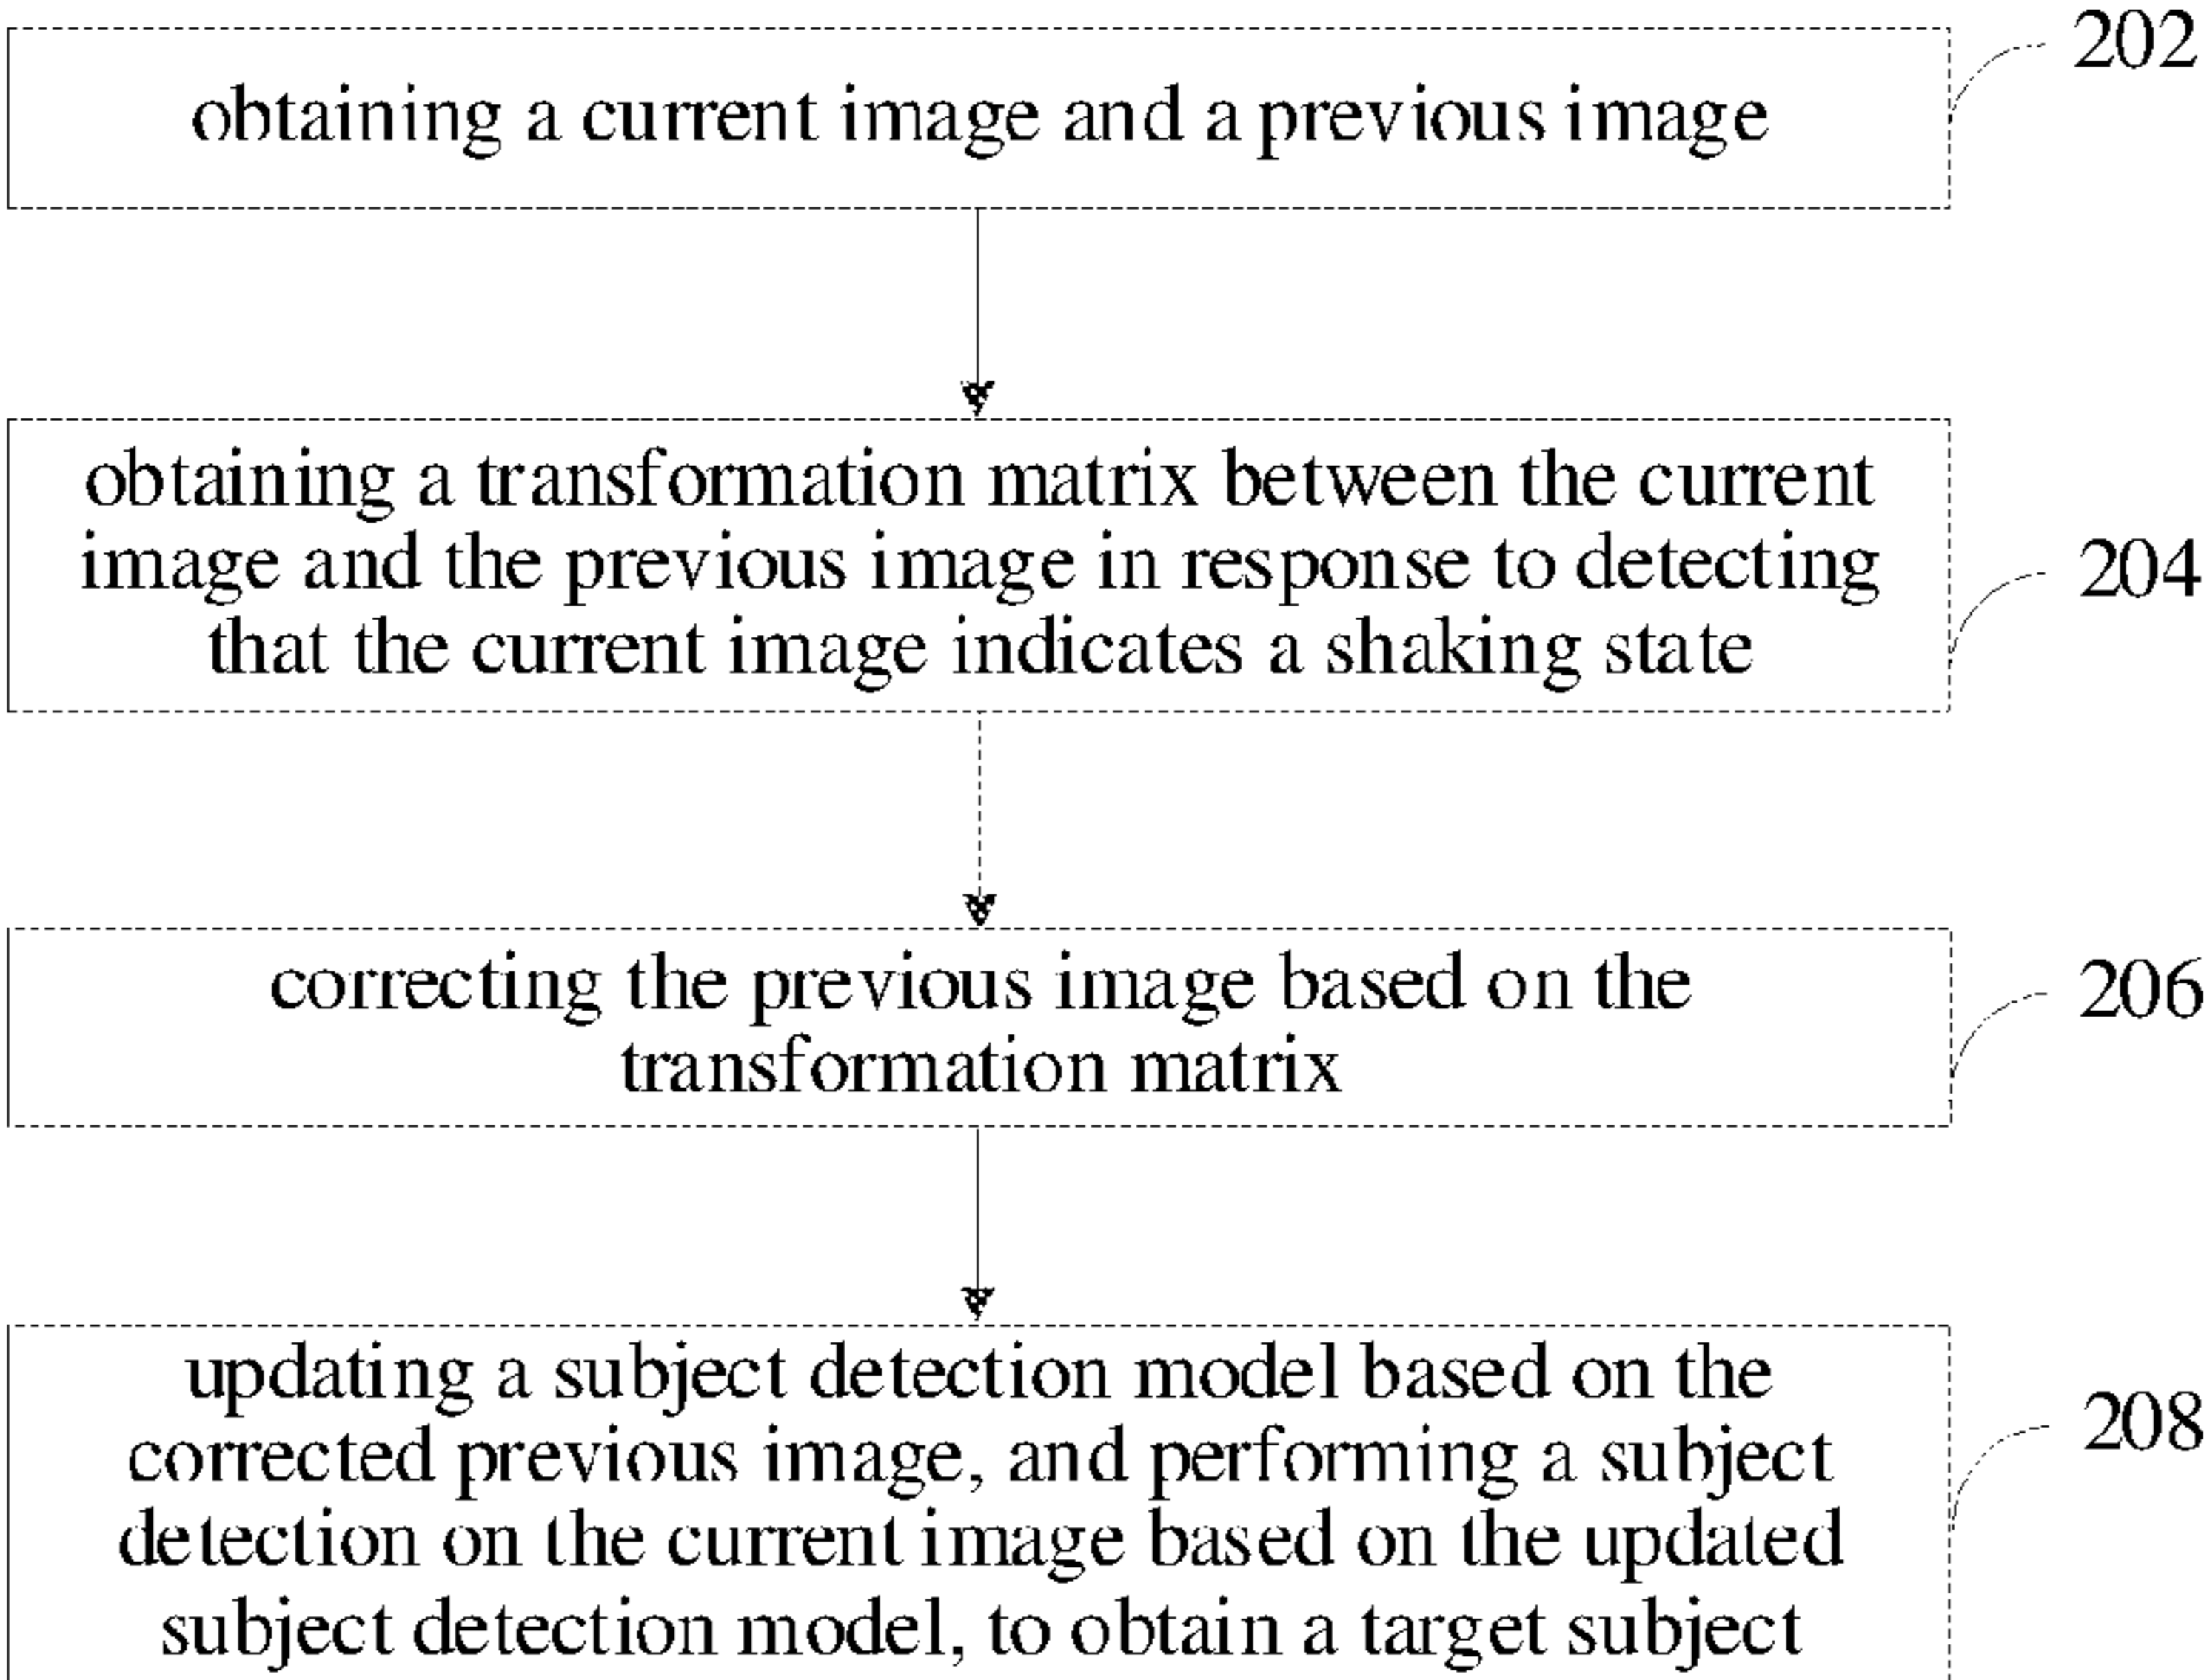 202
obtaining a current image and a previous image
obtaining a transformation matrix between the current
image and the previous image in response to detecting
that the current image indicates a shaking state
204
correcting the previous image based on the
transformation matrix
206
updating a subject detection model based on the
corrected previous image, and performing a subject
detection on the current image based on the updated
subject detection model, to obtain a target subject
208